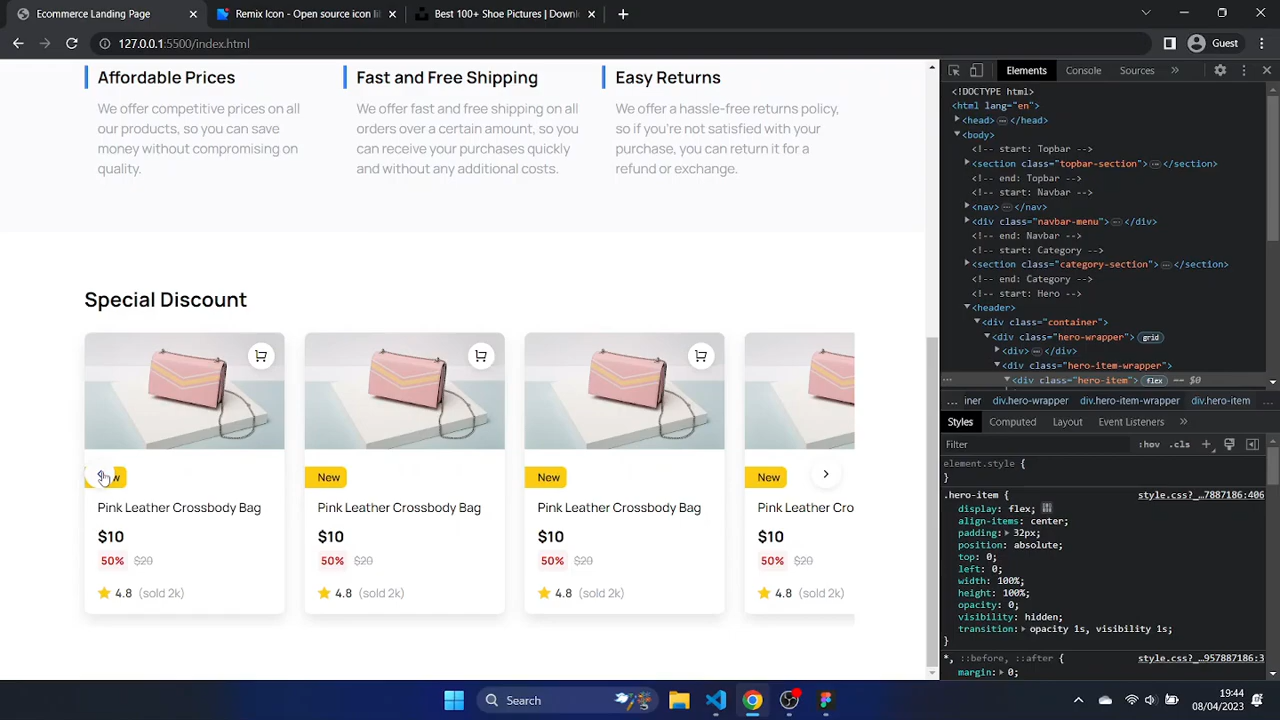 Ecommerce Landing Page
Remix Icon - Open source icon li
Best 100+ Shoe Pictures | Downl
127.0.0.1:5500/index.html
Guest
Affordable Prices
We offer competitive prices on all
our products, so you can save
money without compromising on
quality.
Fast and Free Shipping
We offer fast and free shipping on all
orders over a certain amount, so you
can receive your purchases quickly
and without any additional costs.
Easy Returns
We offer a hassle-free returns policy,
so if you're not satisfied with your
purchase, you can return it for a
refund or exchange.
Special Discount
New
Pink Leather Crossbody Bag
$10
50% $20
4.8 (sold 2k)
New
Pink Leather Crossbody Bag
$10
50% $20
4.8 (sold 2k)
New
Pink Leather Crossbody Bag
$10
50% $20
4.8 (sold 2k)
New
Pink Leather Cro
$10
50% $20
4.8 (sold 2k)
Elements Console Sources »
<!DOCTYPE html>
<html lang="en">
<head> ⋯ </head>
<body>
<!-- start: Topbar -->
<section class="topbar-section"> ⋯ </section>
<!-- end: Topbar -->
<!-- start: Navbar -->
<nav> ⋯ </nav>
<div class="navbar-menu"> ⋯ </div>
<!-- end: Navbar -->
<!-- start: Category -->
<section class="category-section"> ⋯ </section>
<!-- end: Category -->
<!-- start: Hero -->
<header>
<div class="container">
<div class="hero-wrapper"> grid
<div> ⋯ </div>
<div class="hero-item-wrapper">
<div class="hero-item"> flex == $0
... iner div.hero-wrapper div.hero-item-wrapper div.hero-item ...
Styles Computed Layout Event Listeners »
Filter :hov .cls +
element.style {
}
.hero-item { style.css?_…7887186:406
display: flex;
align-items: center;
padding: 32px;
position: absolute;
top: 0;
left: 0;
width: 100%;
height: 100%;
opacity: 0;
visibility: hidden;
transition: opacity 1s, visibility 1s;
}
*, ::before, ::after { style.css?_…957887186:3
margin: 0;
Search
19:44
08/04/2023